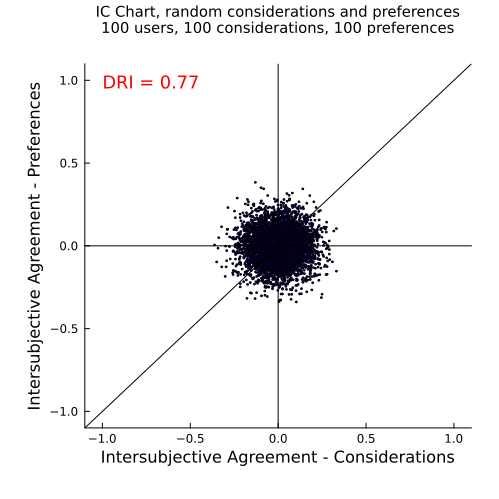 IC Chart, random considerations and preferences
100 users, 100 considerations, 100 preferences
DRI = 0.77
Intersubjective Agreement - Preferences
1.0
0.5
0.0
−0.5
−1.0
−1.0 −0.5 0.0 0.5 1.0
Intersubjective Agreement - Considerations